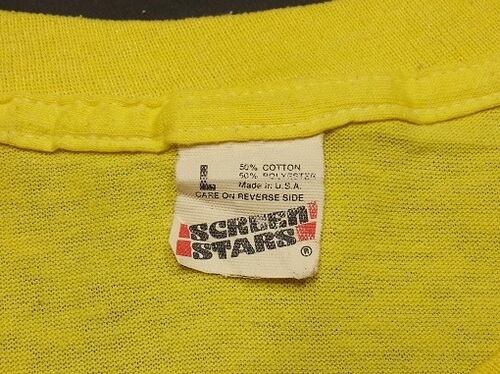 L
50% COTTON
50% POLYESTER
Made in U.S.A.
CARE ON REVERSE SIDE
SCREEN
STARS ®